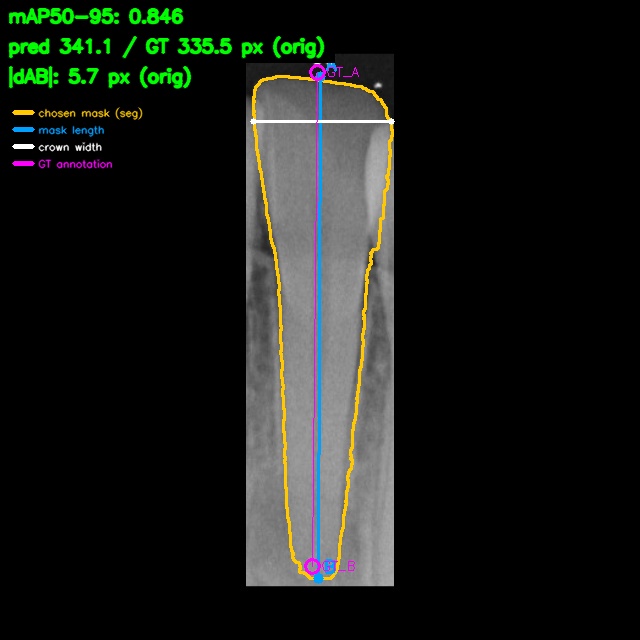 mAP50-95: 0.846
pred 341.1 / GT 335.5 px (orig)
|dAB|: 5.7 px (orig)
chosen mask (seg)
mask length
crown width
GT annotation
GT_A
GT_B